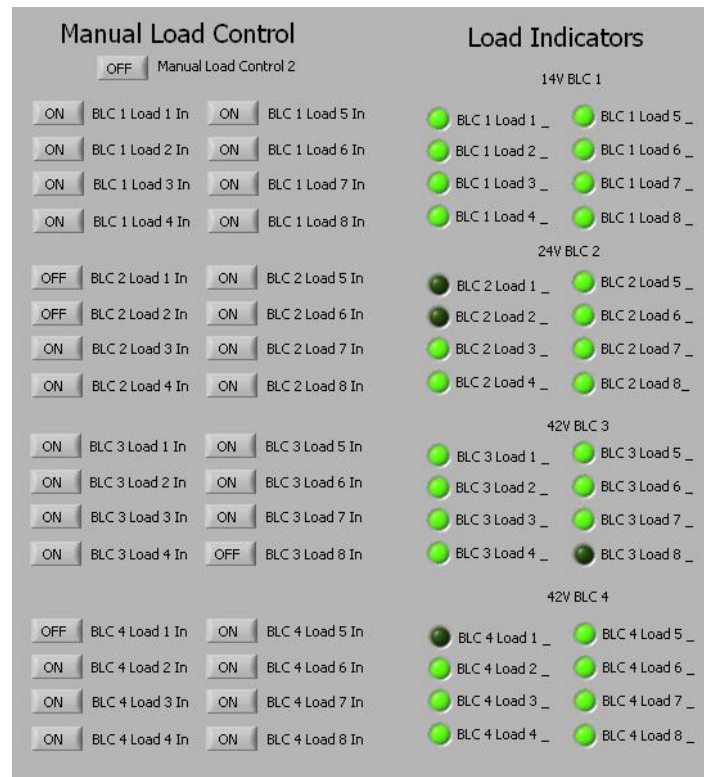 Manual Load Control
OFF Manual Load Control 2
ON BLC 1 Load 1 In ON BLC 1 Load 5 In
ON BLC 1 Load 2 In ON BLC 1 Load 6 In
ON BLC 1 Load 3 In ON BLC 1 Load 7 In
ON BLC 1 Load 4 In ON BLC 1 Load 8 In
OFF BLC 2 Load 1 In ON BLC 2 Load 5 In
OFF BLC 2 Load 2 In ON BLC 2 Load 6 In
ON BLC 2 Load 3 In ON BLC 2 Load 7 In
ON BLC 2 Load 4 In ON BLC 2 Load 8 In
ON BLC 3 Load 1 In ON BLC 3 Load 5 In
ON BLC 3 Load 2 In ON BLC 3 Load 6 In
ON BLC 3 Load 3 In ON BLC 3 Load 7 In
ON BLC 3 Load 4 In OFF BLC 3 Load 8 In
OFF BLC 4 Load 1 In ON BLC 4 Load 5 In
ON BLC 4 Load 2 In ON BLC 4 Load 6 In
ON BLC 4 Load 3 In ON BLC 4 Load 7 In
ON BLC 4 Load 4 In ON BLC 4 Load 8 In
Load Indicators
14V BLC 1
BLC 1 Load 1 _ BLC 1 Load 5 _
BLC 1 Load 2 _ BLC 1 Load 6 _
BLC 1 Load 3 _ BLC 1 Load 7 _
BLC 1 Load 4 _ BLC 1 Load 8 _
24V BLC 2
BLC 2 Load 1 _ BLC 2 Load 5 _
BLC 2 Load 2 _ BLC 2 Load 6 _
BLC 2 Load 3 _ BLC 2 Load 7 _
BLC 2 Load 4 _ BLC 2 Load 8_
42V BLC 3
BLC 3 Load 1 _ BLC 3 Load 5 _
BLC 3 Load 2 _ BLC 3 Load 6 _
BLC 3 Load 3 _ BLC 3 Load 7 _
BLC 3 Load 4 _ BLC 3 Load 8 _
42V BLC 4
BLC 4 Load 1 _ BLC 4 Load 5 _
BLC 4 Load 2 _ BLC 4 Load 6 _
BLC 4 Load 3 _ BLC 4 Load 7 _
BLC 4 Load 4 _ BLC 4 Load 8 _